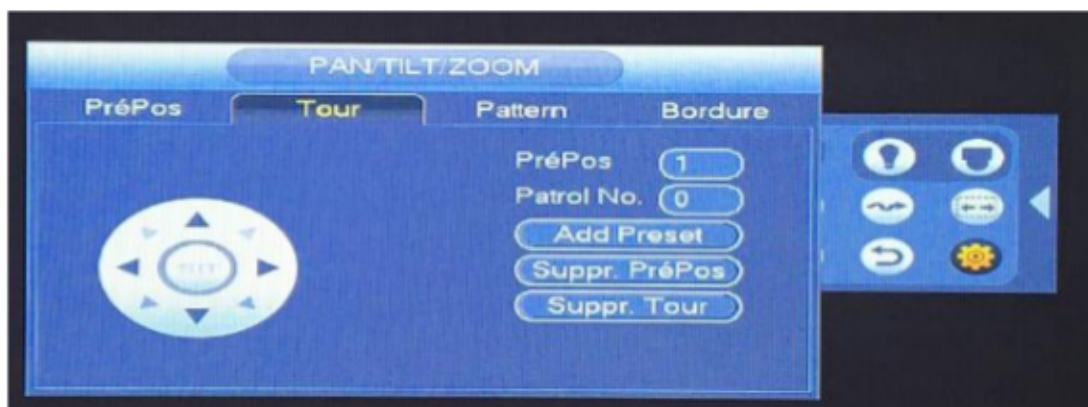 PAN/TILT/ZOOM
PréPos Tour Pattern Bordure
PréPos 1
Patrol No. 0
Add Preset
Suppr. PréPos
Suppr. Tour